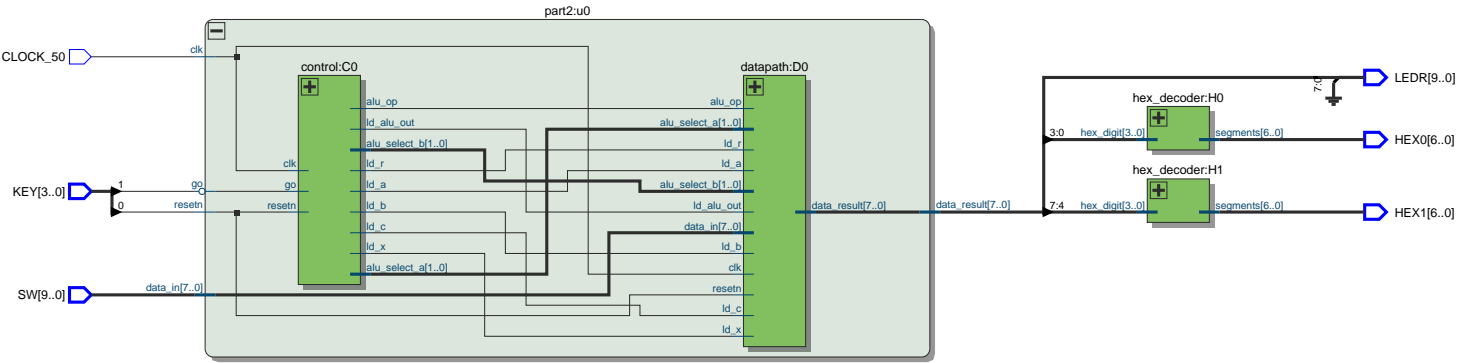 part2:u0
CLOCK_50
clk
control:C0
datapath:D0
LEDR[9..0]
7:0
hex_decoder:H0
alu_op
alu_op
ld_alu_out
alu_select_a[1..0]
3:0
hex_digit[3..0]
segments[6..0]
HEX0[6..0]
alu_select_b[1..0]
ld_r
clk
ld_r
ld_a
hex_decoder:H1
KEY[3..0]
1
go
go
ld_a
alu_select_b[1..0]
0
resetn
resetn
ld_b
ld_alu_out
data_result[7..0]
data_result[7..0]
7:4
hex_digit[3..0]
segments[6..0]
HEX1[6..0]
ld_c
data_in[7..0]
ld_x
ld_b
alu_select_a[1..0]
clk
SW[9..0]
data_in[7..0]
resetn
ld_c
ld_x